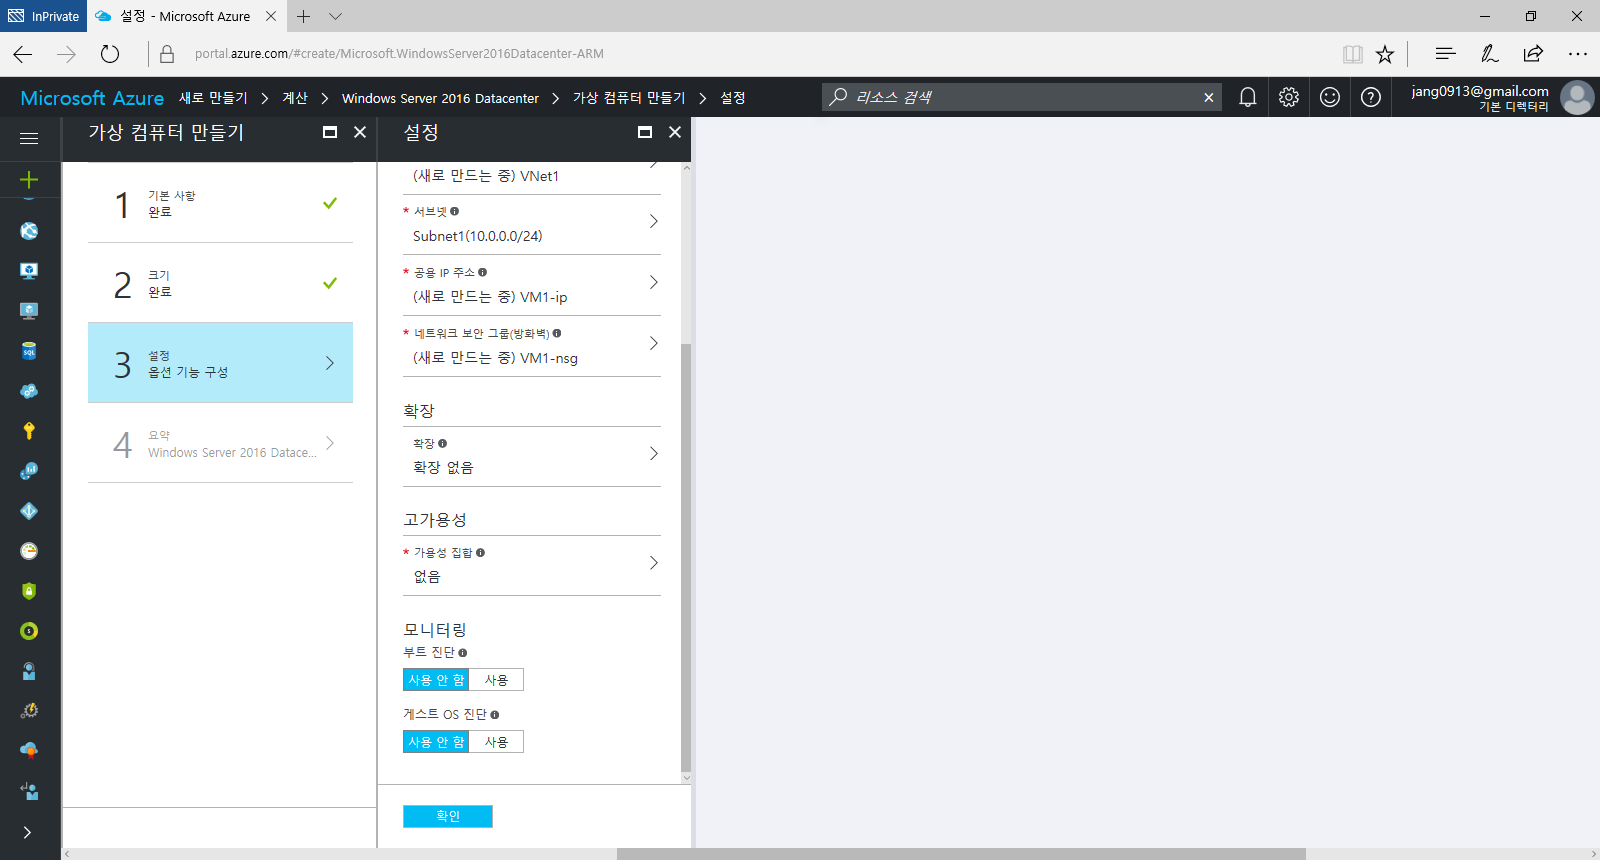 InPrivate
설정 - Microsoft Azure
portal.azure.com/#create/Microsoft.WindowsServer2016Datacenter-ARM
Microsoft Azure 새로 만들기 > 계산 > Windows Server 2016 Datacenter > 가상 컴퓨터 만들기 > 설정
리소스 검색
jang0913@gmail.com
기본 디렉터리
가상 컴퓨터 만들기
1 기본 사항
완료
2 크기
완료
3 설정
옵션 기능 구성
4 요약
Windows Server 2016 Datace...
설정
(새로 만드는 중) VNet1
* 서브넷
Subnet1(10.0.0.0/24)
* 공용 IP 주소
(새로 만드는 중) VM1-ip
* 네트워크 보안 그룹(방화벽)
(새로 만드는 중) VM1-nsg
확장
확장
확장 없음
고가용성
* 가용성 집합
없음
모니터링
부트 진단
사용 안 함 사용
게스트 OS 진단
사용 안 함 사용
확인
SQL